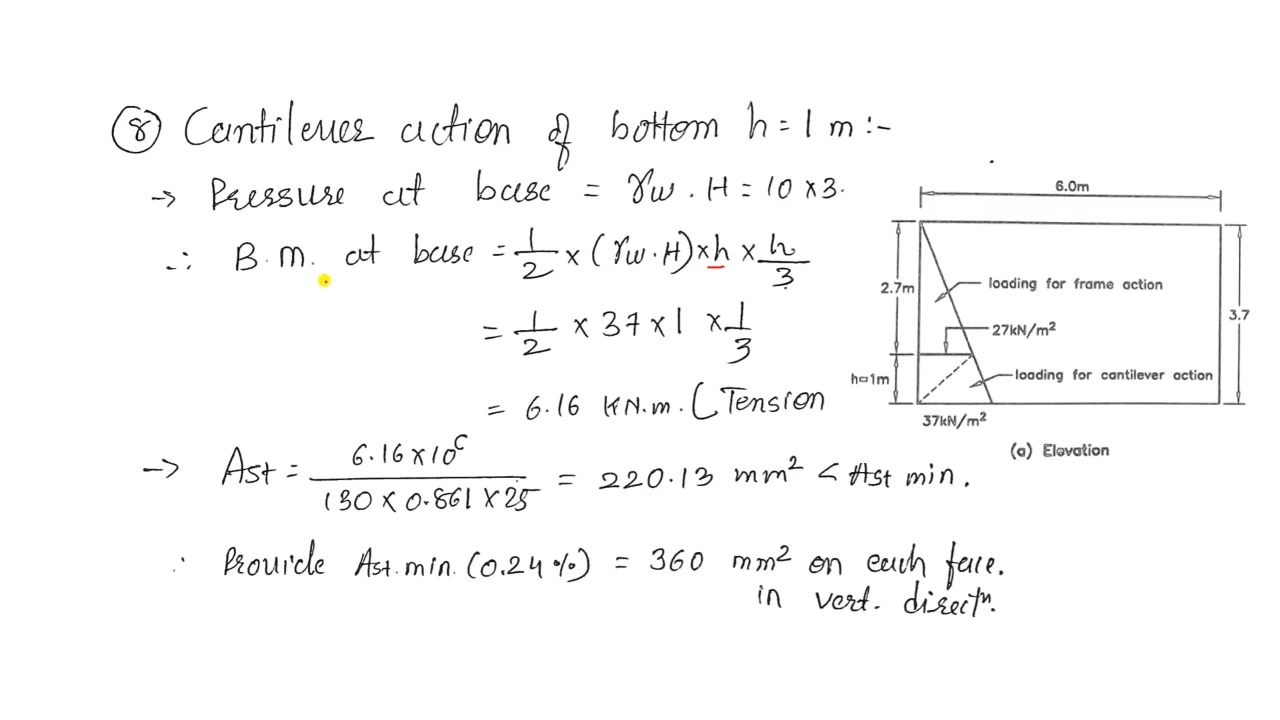 ⑧ Cantilever action of bottom h = 1 m :-
→ Pressure at base = γw . H = 10 x 3.
∴ B.m. at base = 1/2 x (γw.H) x h x h/3
= 1/2 x 37 x 1 x 1/3
= 6.16 KN.m. (Tension
→ Ast = 6.16 x 10^6 / 130 x 0.861 x 25 = 220.13 mm² < Ast min.
∴ Provide Ast.min. (0.24%) = 360 mm² on each face.
in vert. directn.
6.0m
2.7m
loading for frame action
3.7
27kN/m²
h=1m
loading for cantilever action
37kN/m²
(a) Elevation